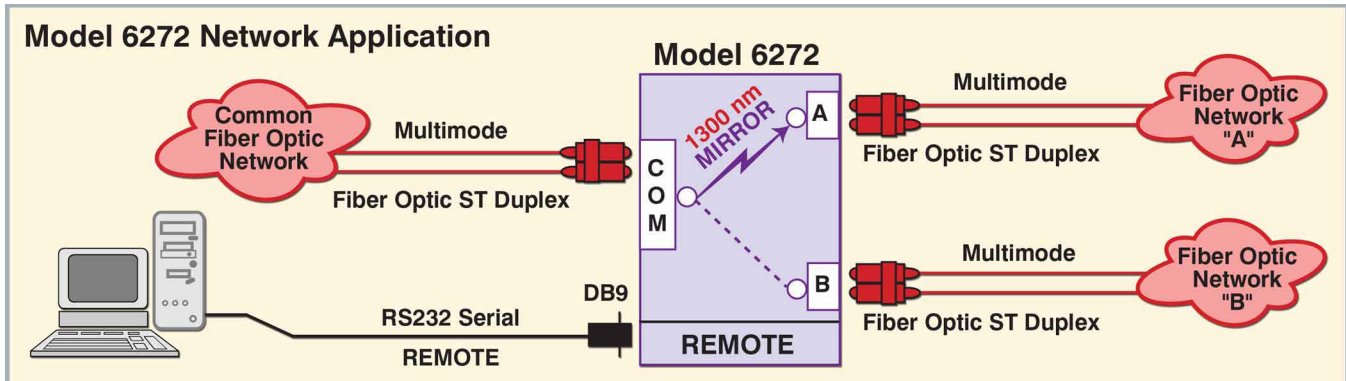 Model 6272 Network Application
Model 6272
Common
Fiber Optic
Network
Multimode
Fiber Optic ST Duplex
COM
1300 nm
MIRROR
A
B
Multimode
Fiber Optic ST Duplex
Fiber Optic
Network
"A"
Multimode
Fiber Optic ST Duplex
Fiber Optic
Network
"B"
DB9
RS232 Serial
REMOTE
REMOTE